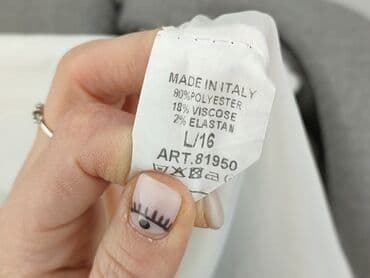 MADE IN ITALY
80%POLYESTER
18% VISCOSE
2% ELASTAN
L/16
ART.81950